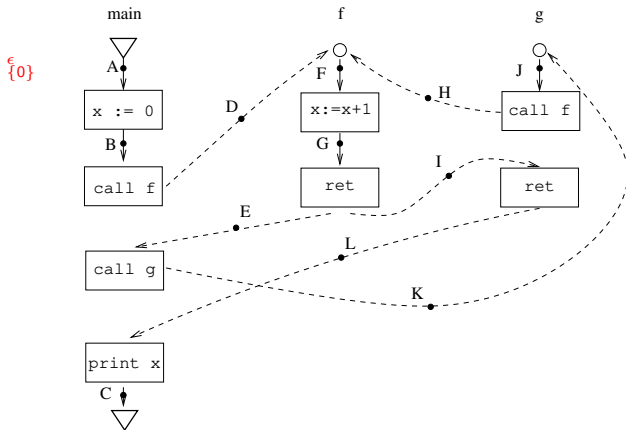 main f g
ϵ
{0}
A F J
x := 0 D x:=x+1 H call f
B G I
call f ret ret
E
call g L
K
print x
C